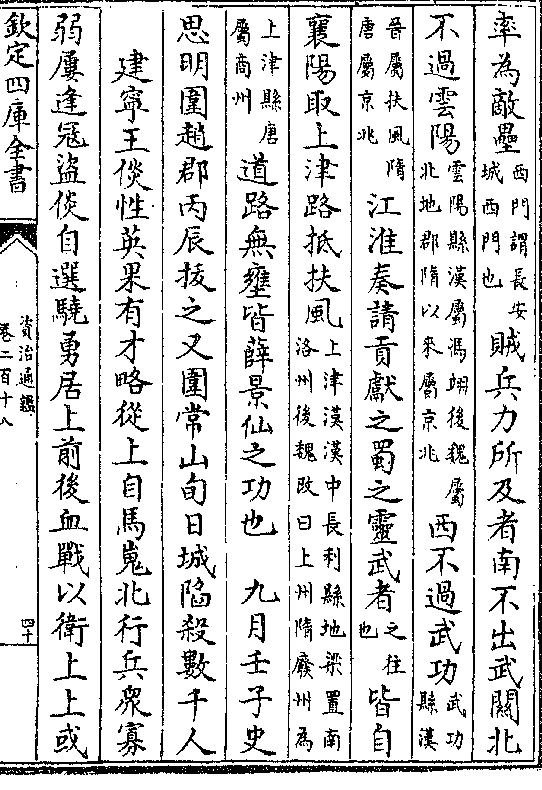 率為敵壘西門謂長安城西門也賊兵力所及者南不出武關北
不過雲陽雲陽縣漢屬馮翊後魏屬北地郡隋以來屬京兆西不過武功武功縣漢
晉屬扶風隋唐屬京兆江淮奏請貢獻之蜀之靈武者之往也皆自
襄陽取上津路抵扶風上津漢漢中長利縣地梁置南洛州後魏改曰上州隋廢州為
上津縣唐屬商州道路無壅皆薛景仙之功也 九月壬子史
思明圍趙郡丙辰拔之又圍常山旬日城陷殺數千人
建寧王倓性英果有才略從上自馬嵬北行兵衆寡
弱屢逢冦盜倓自選驍勇居上前後血戰以衛上上或
欽定四庫全書
資治通鑑
卷二百十八
四十